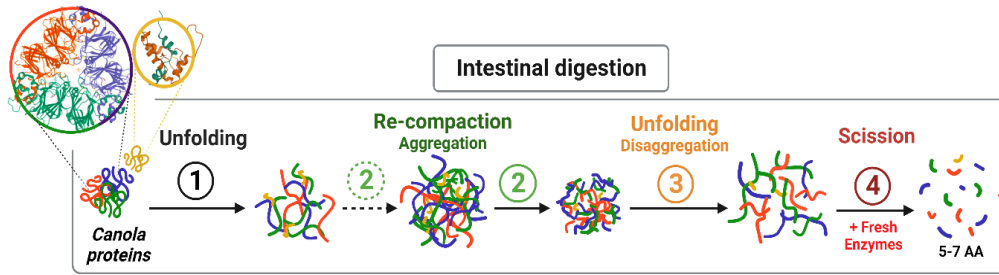 Intestinal digestion
Unfolding
1
Re-compaction
Aggregation
2
2
Unfolding
Disaggregation
3
Scission
4
+ Fresh
Enzymes
Canola
proteins
5-7 AA